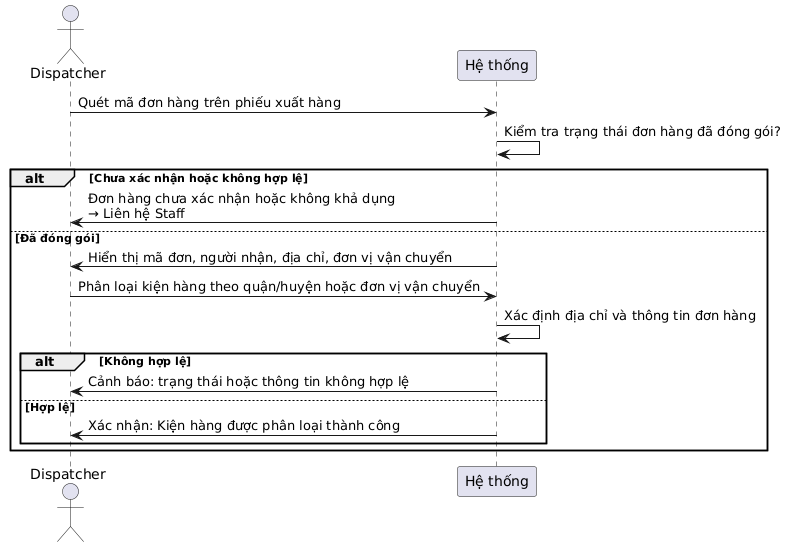 Dispatcher
Hệ thống
Quét mã đơn hàng trên phiếu xuất hàng
Kiểm tra trạng thái đơn hàng đã đóng gói?
alt [Chưa xác nhận hoặc không hợp lệ]
Đơn hàng chưa xác nhận hoặc không khả dụng
→ Liên hệ Staff
[Đã đóng gói]
Hiển thị mã đơn, người nhận, địa chỉ, đơn vị vận chuyển
Phân loại kiện hàng theo quận/huyện hoặc đơn vị vận chuyển
Xác định địa chỉ và thông tin đơn hàng
alt [Không hợp lệ]
Cảnh báo: trạng thái hoặc thông tin không hợp lệ
[Hợp lệ]
Xác nhận: Kiện hàng được phân loại thành công
Dispatcher
Hệ thống